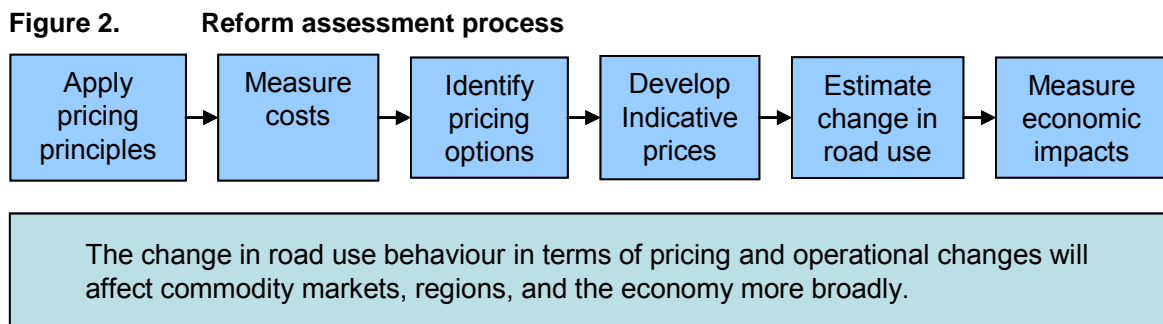 Figure 2. Reform assessment process
Apply
pricing
principles
Measure
costs
Identify
pricing
options
Develop
Indicative
prices
Estimate
change in
road use
Measure
economic
impacts
The change in road use behaviour in terms of pricing and operational changes will
affect commodity markets, regions, and the economy more broadly.